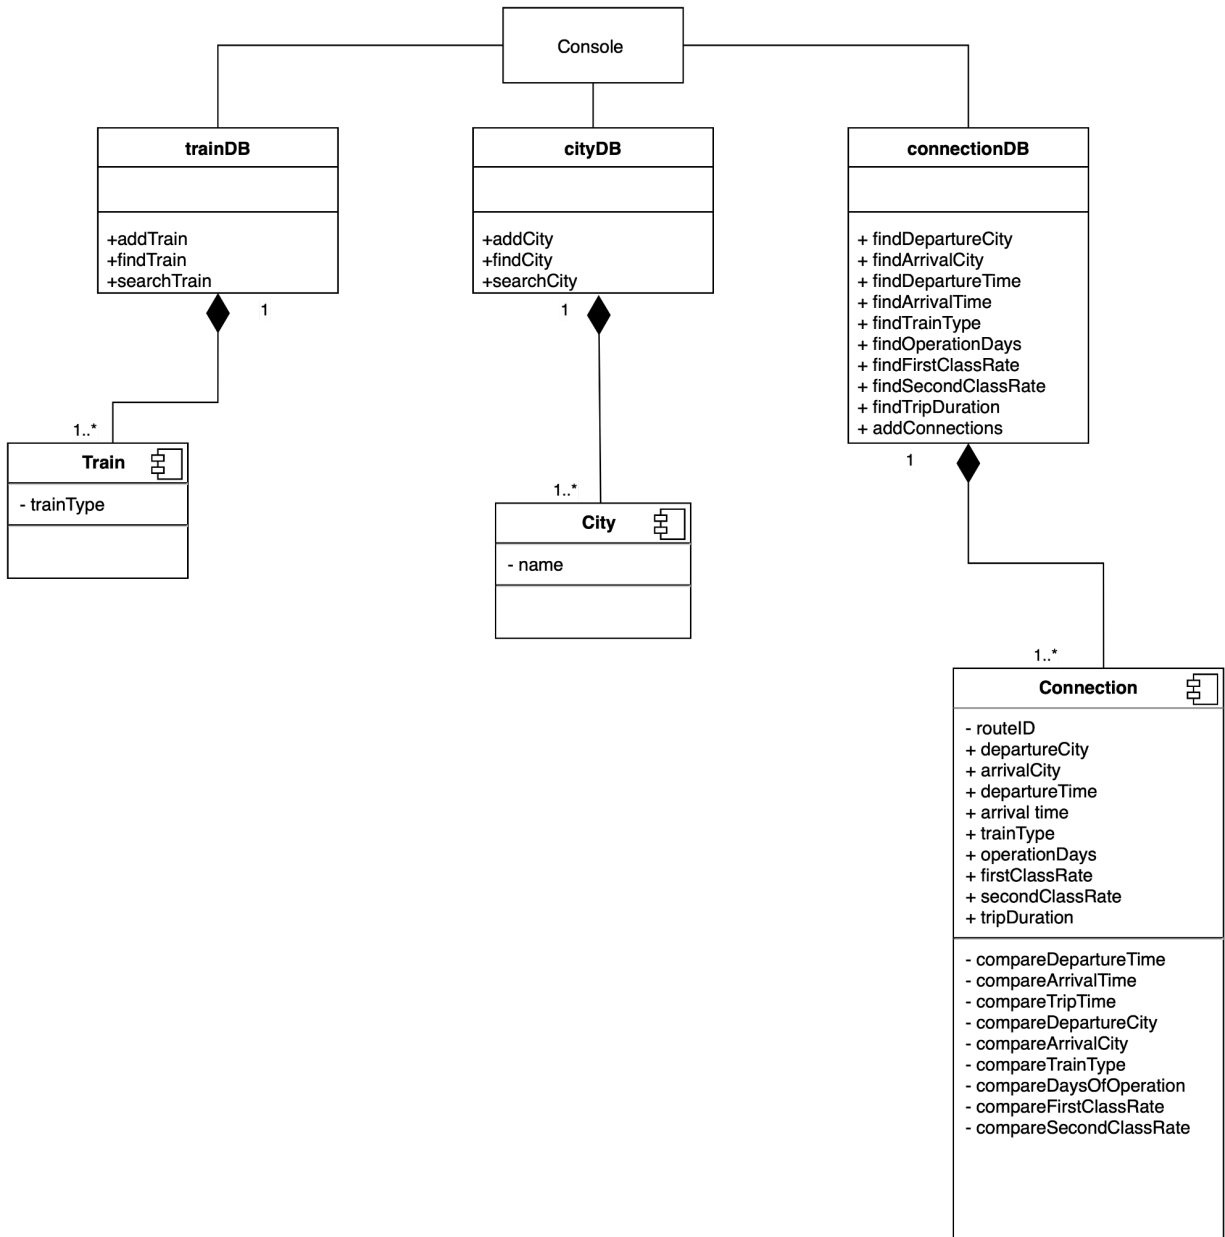 Console
trainDB
+addTrain
+findTrain
+searchTrain
1
1..*
Train
- trainType
cityDB
+addCity
+findCity
+searchCity
1
1..*
City
- name
connectionDB
+ findDepartureCity
+ findArrivalCity
+ findDepartureTime
+ findArrivalTime
+ findTrainType
+ findOperationDays
+ findFirstClassRate
+ findSecondClassRate
+ findTripDuration
+ addConnections
1
1..*
Connection
- routeID
+ departureCity
+ arrivalCity
+ departureTime
+ arrival time
+ trainType
+ operationDays
+ firstClassRate
+ secondClassRate
+ tripDuration
- compareDepartureTime
- compareArrivalTime
- compareTripTime
- compareDepartureCity
- compareArrivalCity
- compareTrainType
- compareDaysOfOperation
- compareFirstClassRate
- compareSecondClassRate